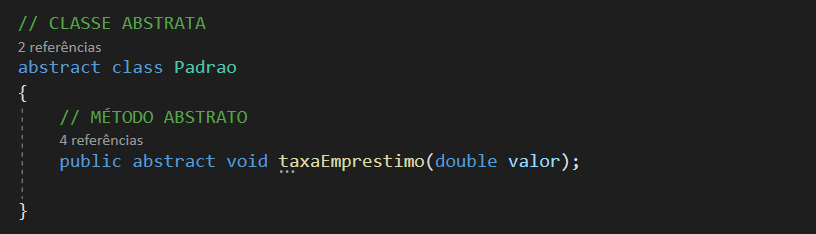 // CLASSE ABSTRATA
2 referências
abstract class Padrao
{
// MÉTODO ABSTRATO
4 referências
public abstract void taxaEmprestimo(double valor);
}